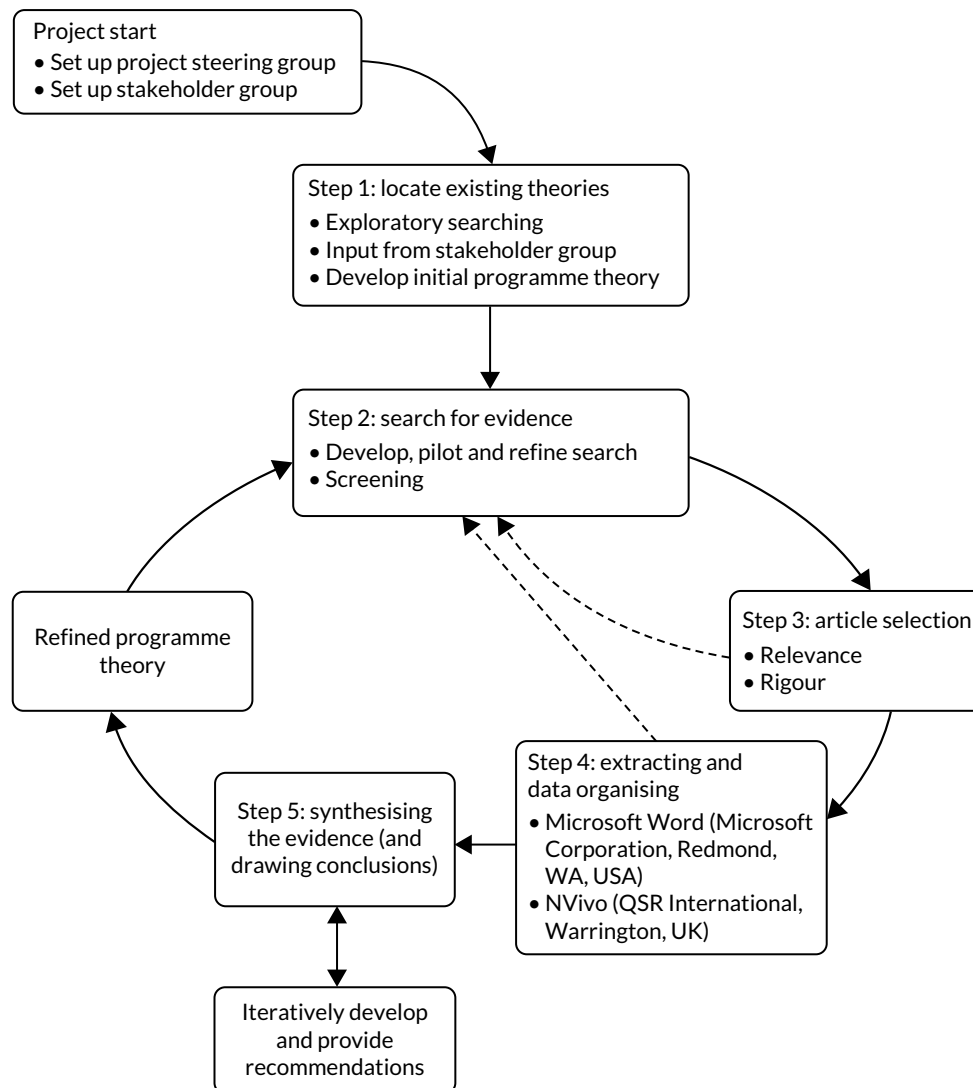 Project start
• Set up project steering group
• Set up stakeholder group
Step 1: locate existing theories
• Exploratory searching
• Input from stakeholder group
• Develop initial programme theory
Step 2: search for evidence
• Develop, pilot and refine search
• Screening
Step 3: article selection
• Relevance
• Rigour
Step 4: extracting and
data organising
• Microsoft Word (Microsoft
Corporation, Redmond,
WA, USA)
• NVivo (QSR International,
Warrington, UK)
Step 5: synthesising
the evidence (and
drawing conclusions)
Iteratively develop
and provide
recommendations
Refined programme
theory